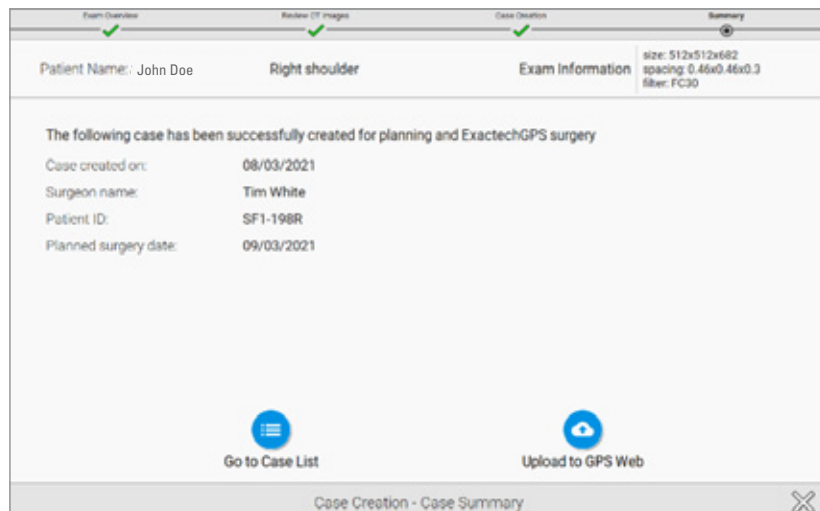 Exam Overview Review CT Images Case Creation Summary
Patient Name: John Doe Right shoulder Exam Information size: 512x512x682
spacing: 0.46x0.46x0.3
filter: FC30
The following case has been successfully created for planning and ExactechGPS surgery
Case created on: 08/03/2021
Surgeon name: Tim White
Patient ID: SF1-198R
Planned surgery date: 09/03/2021
Go to Case List Upload to GPS Web
Case Creation - Case Summary